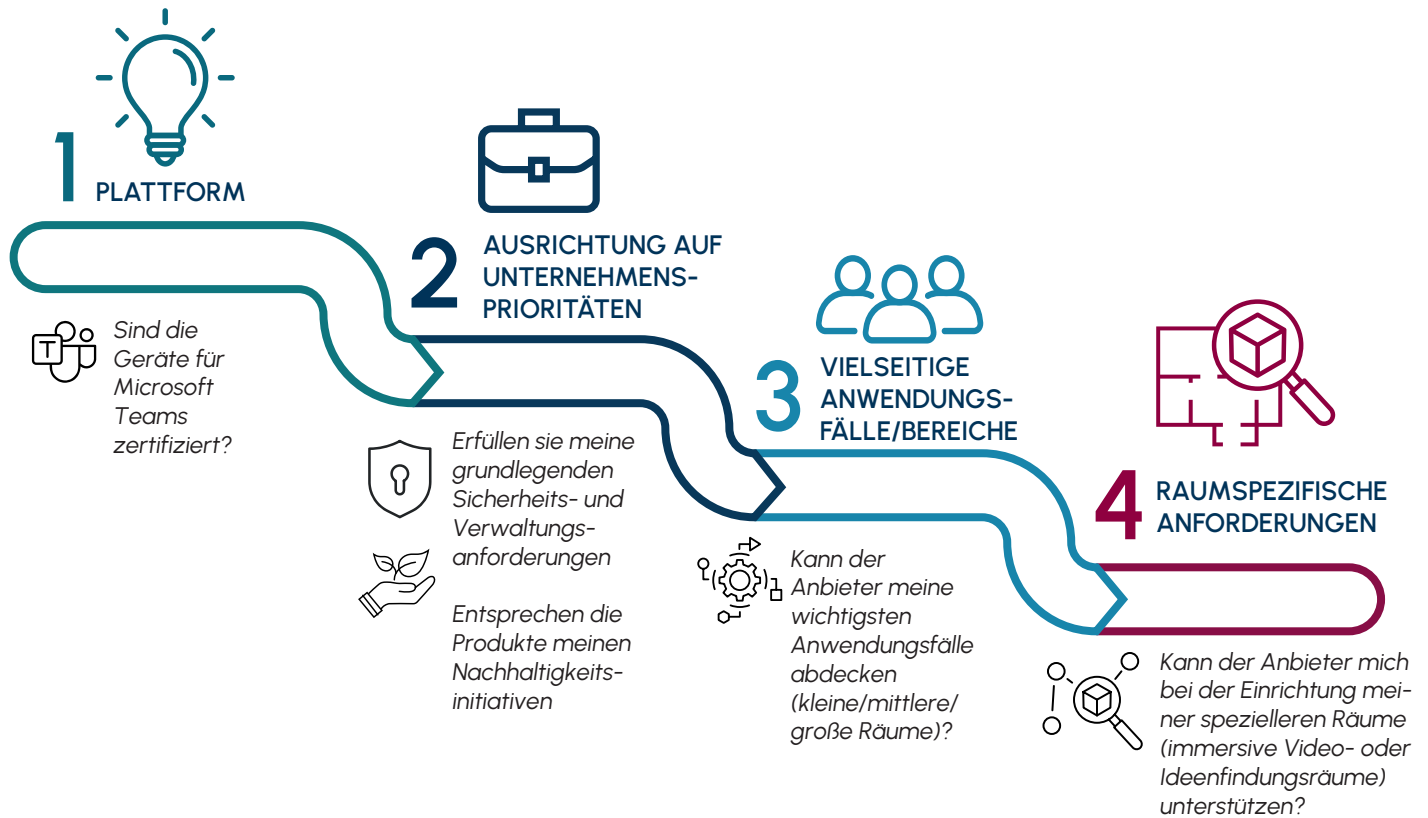 1
PLATTFORM
T
Sind die
Geräte für
Microsoft
Teams
zertifiziert?
2
AUSRICHTUNG AUF
UNTERNEHMENS-
PRIORITÄTEN
Erfüllen sie meine
grundlegenden
Sicherheits- und
Verwaltungs-
anforderungen
Entsprechen die
Produkte meinen
Nachhaltigkeits-
initiativen
3
VIELSEITIGE
ANWENDUNGS-
FÄLLE/BEREICHE
Kann der
Anbieter meine
wichtigsten
Anwendungsfälle
abdecken
(kleine/mittlere/
große Räume)?
4
RAUMSPEZIFISCHE
ANFORDERUNGEN
Kann der Anbieter mich
bei der Einrichtung mei-
ner spezielleren Räume
(immersive Video- oder
Ideenfindungsräume)
unterstützen?